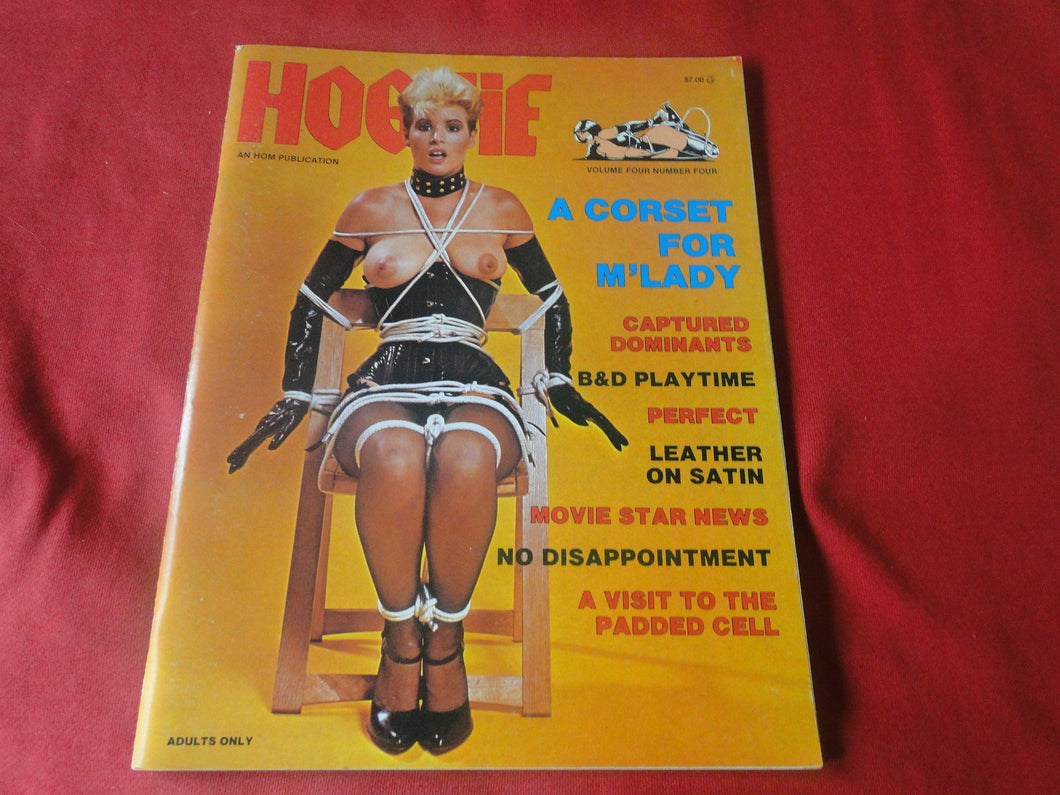 HOGTIE
$7.00
AN HOM PUBLICATION
VOLUME FOUR NUMBER FOUR
A CORSET
FOR
M'LADY
CAPTURED
DOMINANTS
B&D PLAYTIME
PERFECT
LEATHER
ON SATIN
MOVIE STAR NEWS
NO DISAPPOINTMENT
A VISIT TO THE
PADDED CELL
ADULTS ONLY